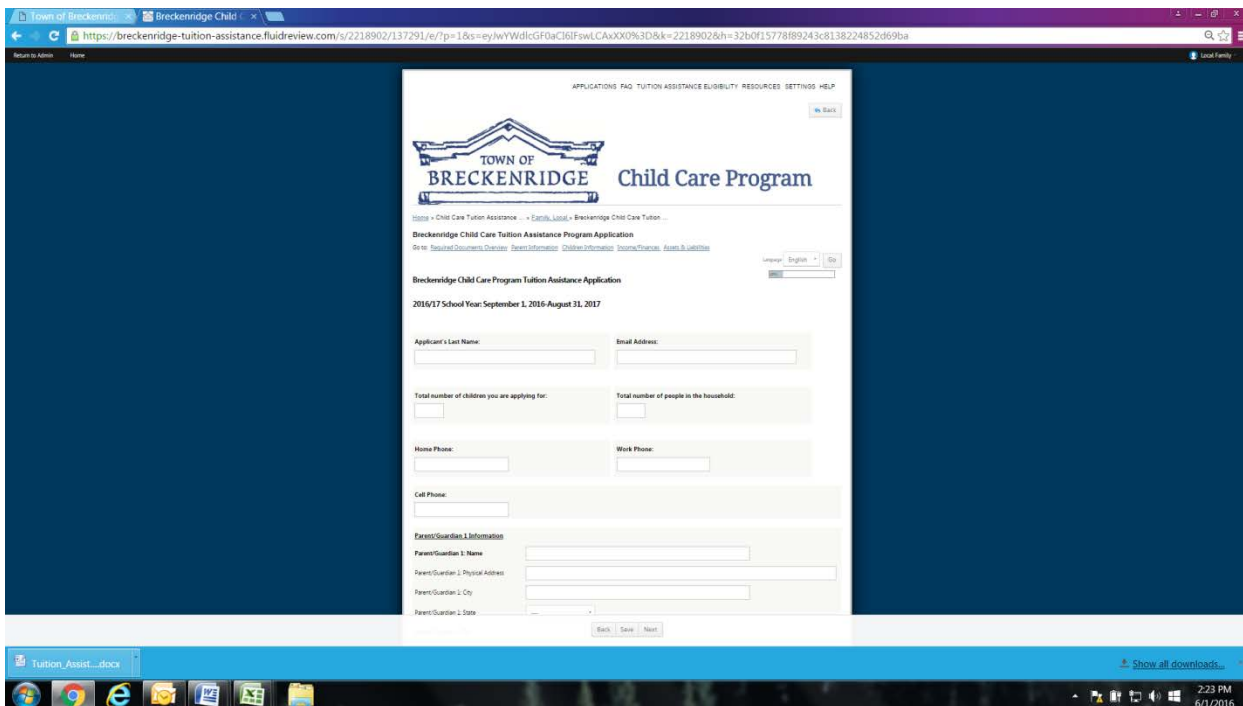 Town of Breckenrid
Breckenridge Child C
https://breckenridge-tuition-assistance.fluidreview.com/s/2218902/137291/e/?p=1&s=eyJwYWdlcGF0aCI6IFswLCAxXX0%3D&k=2218902&h=32b0f15778f89243c8138224852d69ba
Return to Admin Home Local Family
APPLICATIONS FAQ TUITION ASSISTANCE ELIGIBILITY RESOURCES SETTINGS HELP
Back
TOWN OF
BRECKENRIDGE Child Care Program
Home » Child Care Tuition Assistance ... » Family, Local » Breckenridge Child Care Tuition ...
Breckenridge Child Care Tuition Assistance Program Application
Go to: Required Documents Overview Parent Information Children Information Income/Finances Assets & Liabilities
Language: English Go
Breckenridge Child Care Program Tuition Assistance Application
2016/17 School Year: September 1, 2016-August 31, 2017
Applicant's Last Name: Email Address:
Total number of children you are applying for: Total number of people in the household:
Home Phone: Work Phone:
Cell Phone:
Parent/Guardian 1 Information
Parent/Guardian 1: Name
Parent/Guardian 1: Physical Address
Parent/Guardian 1: City
Parent/Guardian 1: State
Back Save Next
Tuition_Assist....docx Show all downloads...
2:23 PM
6/1/2016